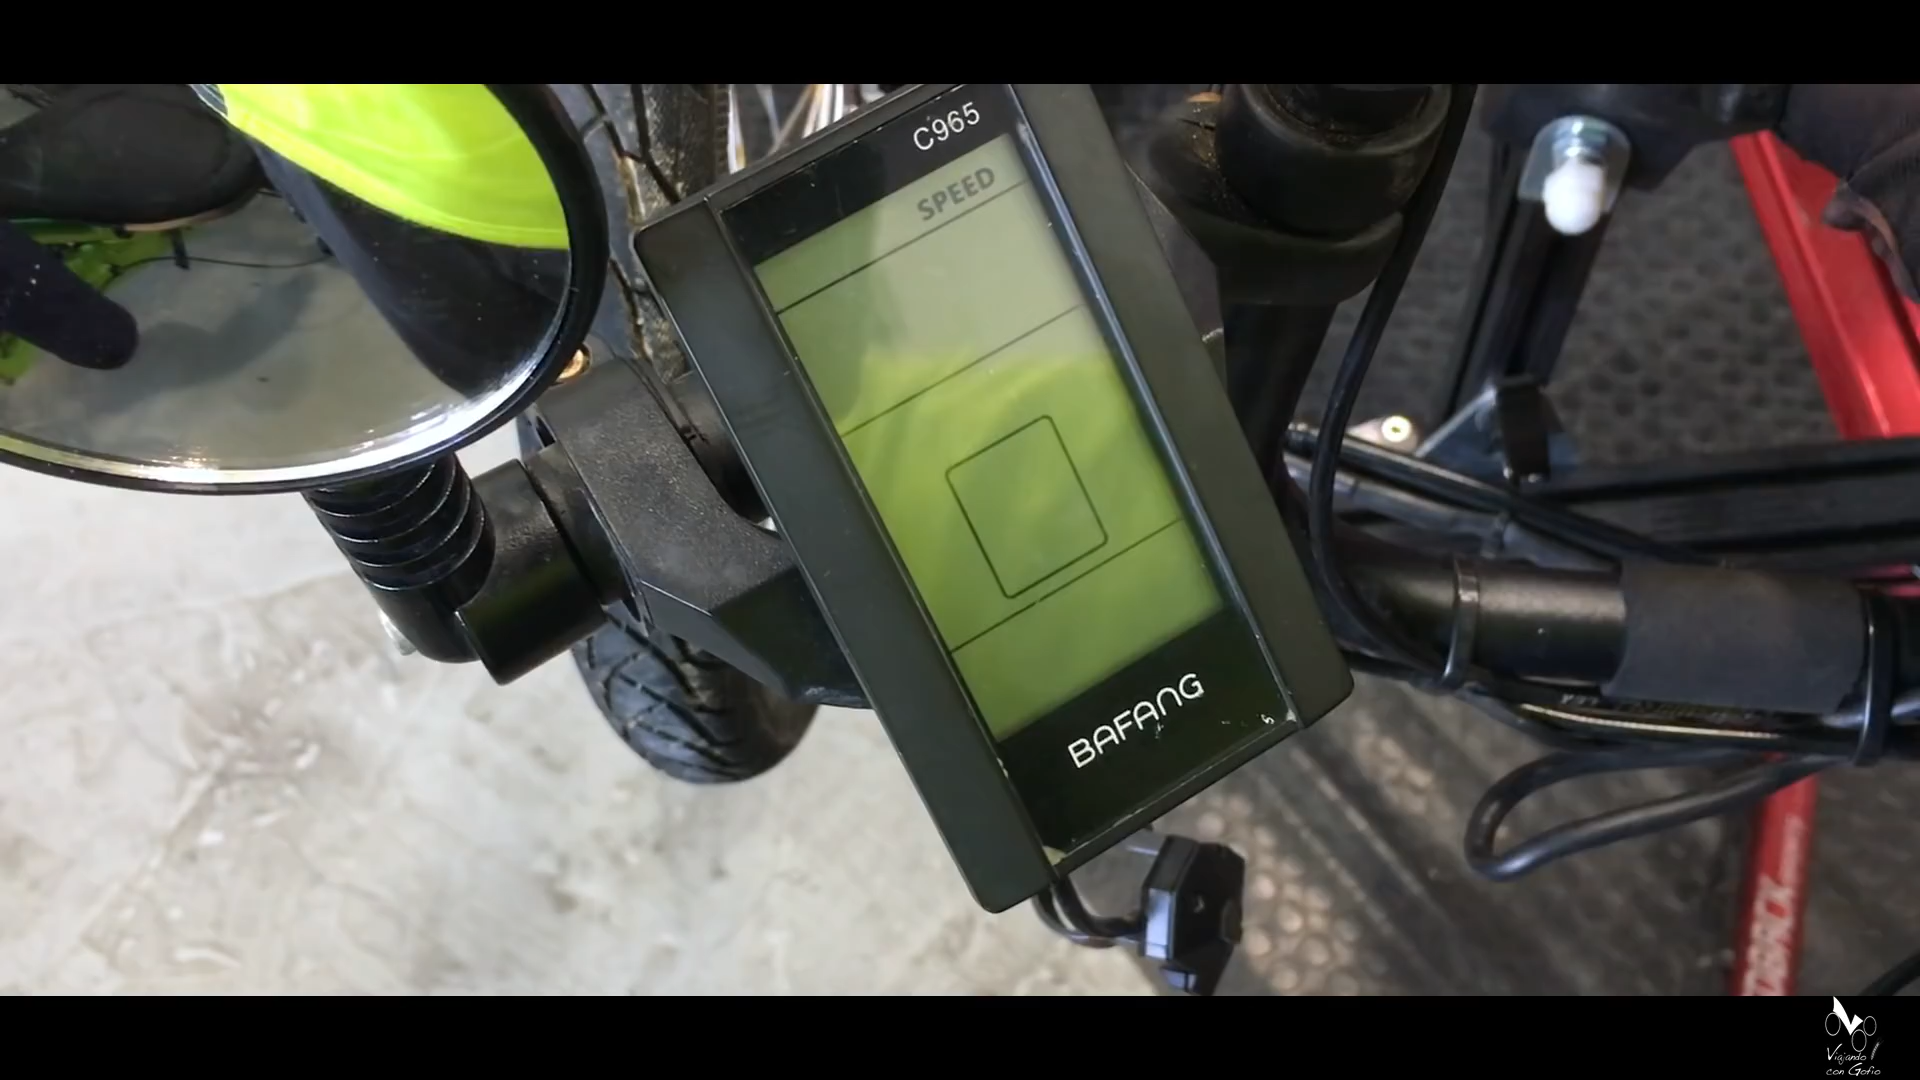 C965
SPEED
BAFANG
Viajando
con Gofio